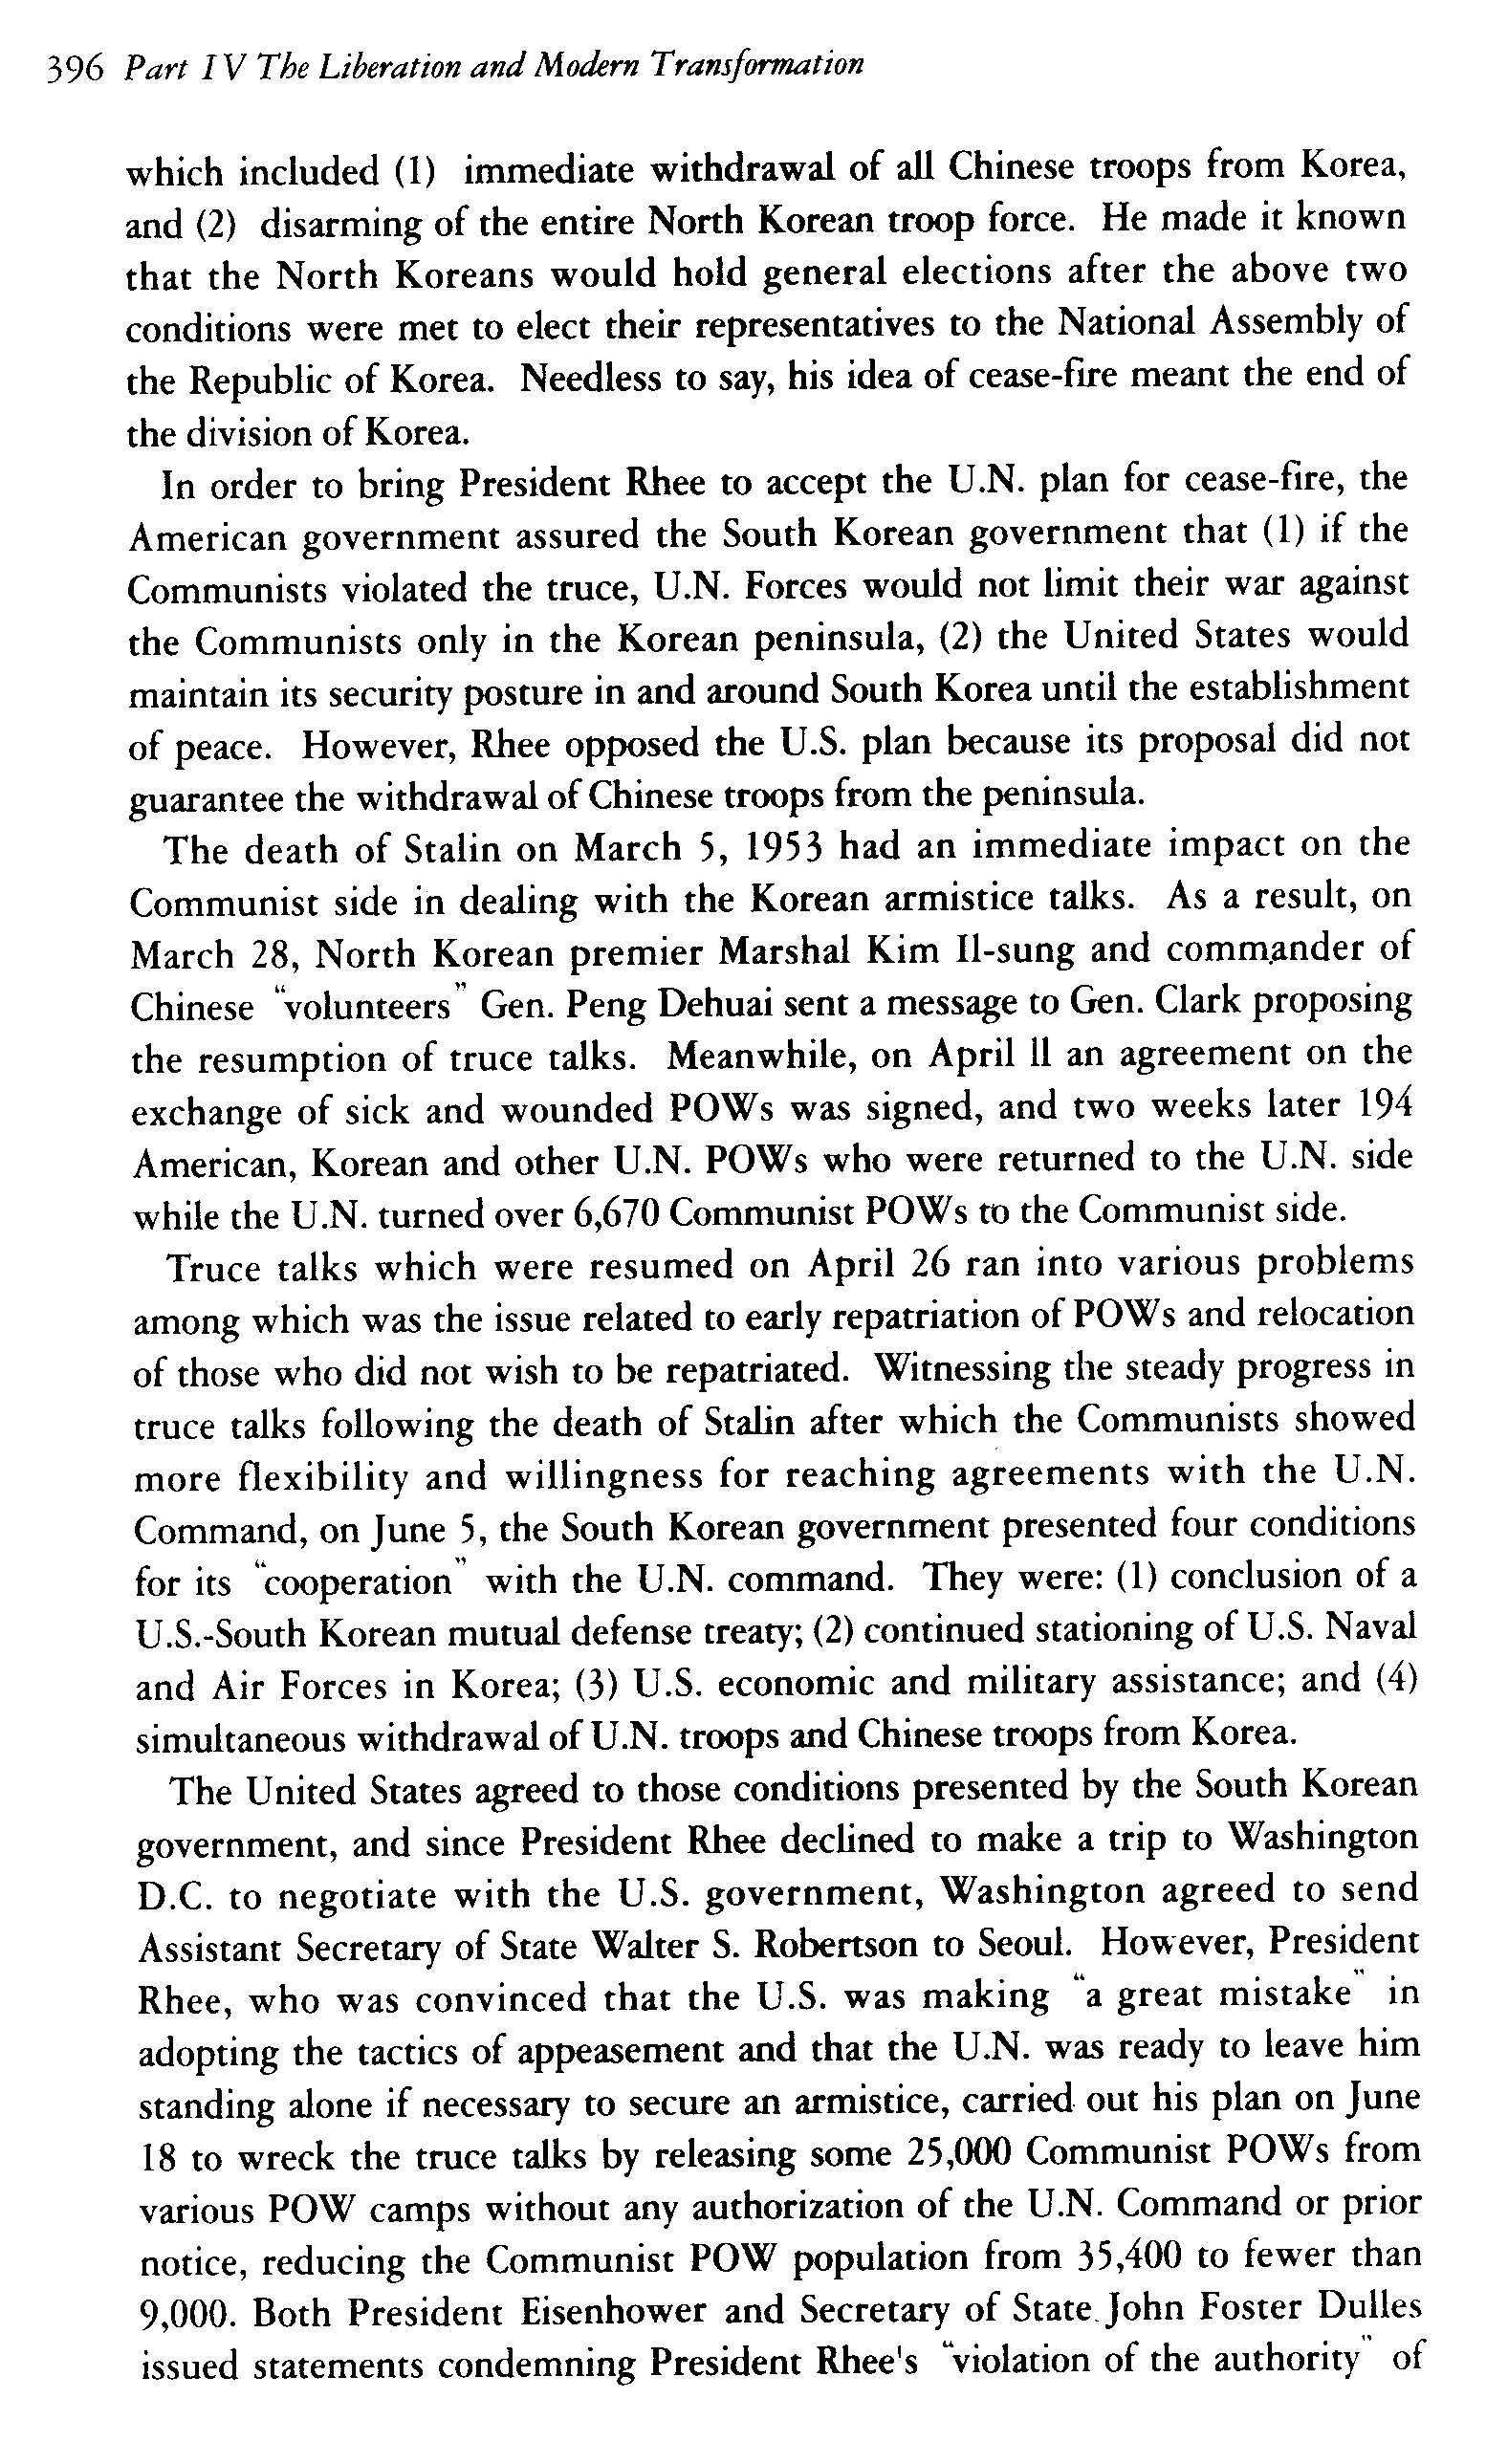 396 Part IV The Liberation and Modern Transformation
which included (1) immediate withdrawal of all Chinese troops from Korea,
and (2) disarming of the entire North Korean troop force. He made it known
that the North Koreans would hold general elections after the above two
conditions were met to elect their representatives to the National Assembly of
the Republic of Korea. Needless to say, his idea of cease-fire meant the end of
the division of Korea.
In order to bring President Rhee to accept the U.N. plan for cease-fire, the
American government assured the South Korean government that (1) if the
Communists violated the truce, U.N. Forces would not limit their war against
the Communists only in the Korean peninsula, (2) the United States would
maintain its security posture in and around South Korea until the establishment
of peace. However, Rhee opposed the U.S. plan because its proposal did not
guarantee the withdrawal of Chinese troops from the peninsula.
The death of Stalin on March 5, 1953 had an immediate impact on the
Communist side in dealing with the Korean armistice talks. As a result, on
March 28, North Korean premier Marshal Kim Il-sung and commander of
Chinese "volunteers" Gen. Peng Dehuai sent a message to Gen. Clark proposing
the resumption of truce talks. Meanwhile, on April 11 an agreement on the
exchange of sick and wounded POWs was signed, and two weeks later 194
American, Korean and other U.N. POWs who were returned to the U.N. side
while the U.N. turned over 6,670 Communist POWs to the Communist side.
Truce talks which were resumed on April 26 ran into various problems
among which was the issue related to early repatriation of POWs and relocation
of those who did not wish to be repatriated. Witnessing the steady progress in
truce talks following the death of Stalin after which the Communists showed
more flexibility and willingness for reaching agreements with the U.N.
Command, on June 5, the South Korean government presented four conditions
for its "cooperation" with the U.N. command. They were: (1) conclusion of a
U.S.-South Korean mutual defense treaty; (2) continued stationing of U.S. Naval
and Air Forces in Korea; (3) U.S. economic and military assistance; and (4)
simultaneous withdrawal of U.N. troops and Chinese troops from Korea.
The United States agreed to those conditions presented by the South Korean
government, and since President Rhee declined to make a trip to Washington
D.C. to negotiate with the U.S. government, Washington agreed to send
Assistant Secretary of State Walter S. Robertson to Seoul. However, President
Rhee, who was convinced that the U.S. was making "a great mistake" in
adopting the tactics of appeasement and that the U.N. was ready to leave him
standing alone if necessary to secure an armistice, carried out his plan on June
18 to wreck the truce talks by releasing some 25,000 Communist POWs from
various POW camps without any authorization of the U.N. Command or prior
notice, reducing the Communist POW population from 35,400 to fewer than
9,000. Both President Eisenhower and Secretary of State John Foster Dulles
issued statements condemning President Rhee's "violation of the authority" of